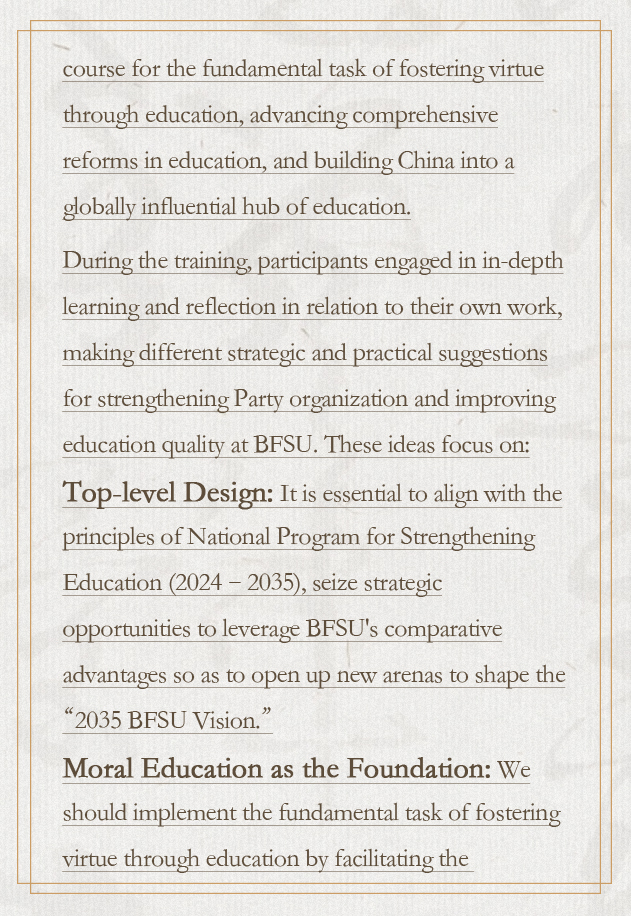 course for the fundamental task of fostering virtue
through education, advancing comprehensive
reforms in education, and building China into a
globally influential hub of education.
During the training, participants engaged in in-depth
learning and reflection in relation to their own work,
making different strategic and practical suggestions
for strengthening Party organization and improving
education quality at BFSU. These ideas focus on:
Top-level Design: It is essential to align with the
principles of National Program for Strengthening
Education (2024 – 2035), seize strategic
opportunities to leverage BFSU's comparative
advantages so as to open up new arenas to shape the
“2035 BFSU Vision.”
Moral Education as the Foundation: We
should implement the fundamental task of fostering
virtue through education by facilitating the